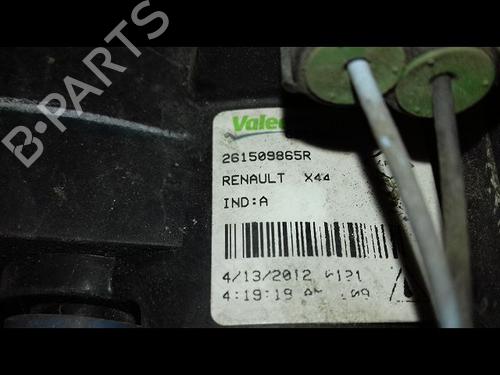 B-PARTS
Valeo
261509865R
RENAULT X44
IND:A
4/13/2012
4:19:19